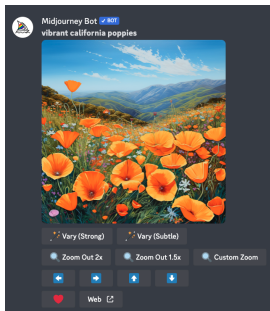 Midjourney Bot ✓ BOT
vibrant california poppies
Vary (Strong) Vary (Subtle)
Zoom Out 2x Zoom Out 1.5x Custom Zoom
Web